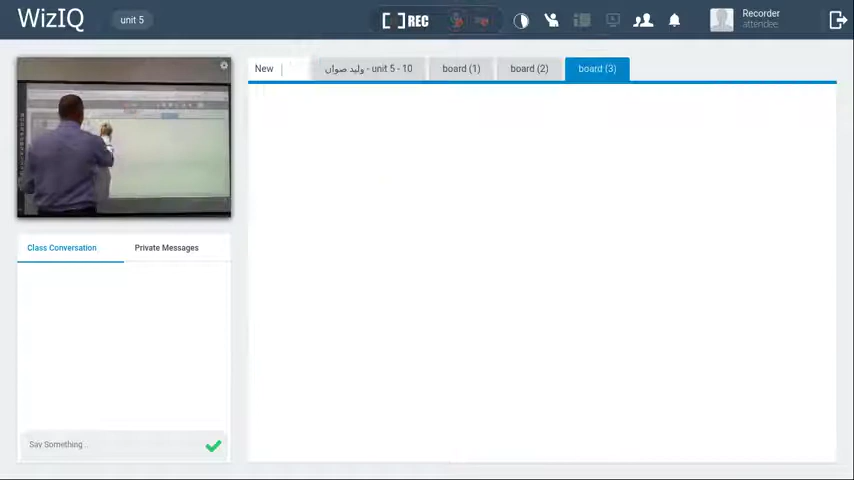 WizIQ
unit 5
[ ] REC
Recorder
attendee
New
وليد صوان - unit 5 - 10
board (1)
board (2)
board (3)
Class Conversation
Private Messages
Say Something...